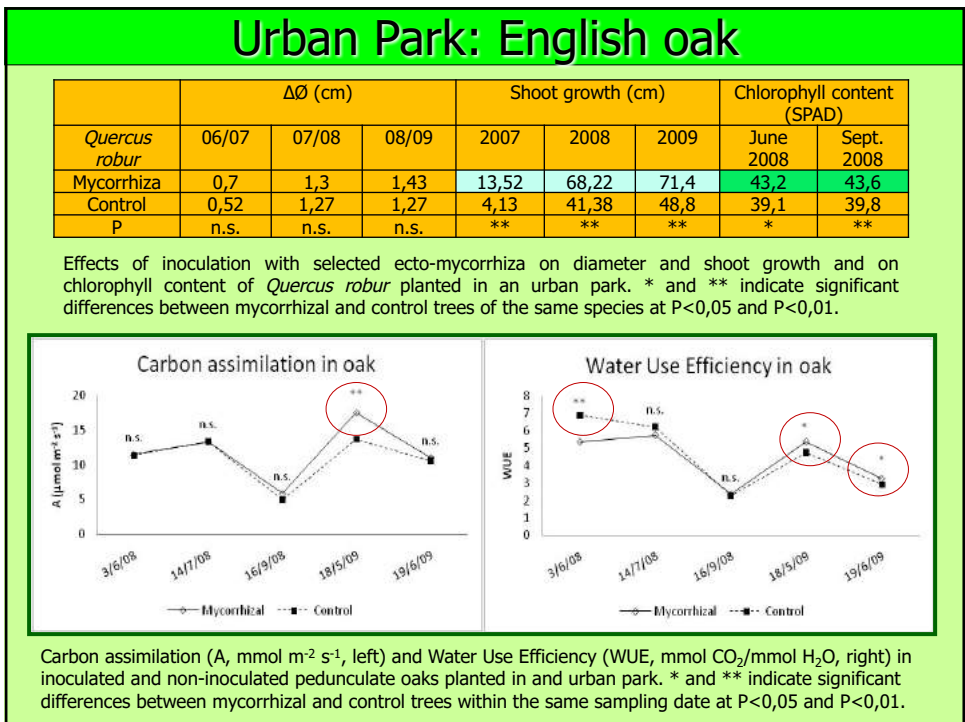 Urban Park: English oak
ΔØ (cm) Shoot growth (cm) Chlorophyll content (SPAD)
Quercus robur 06/07 07/08 08/09 2007 2008 2009 June 2008 Sept. 2008
Mycorrhiza 0,7 1,3 1,43 13,52 68,22 71,4 43,2 43,6
Control 0,52 1,27 1,27 4,13 41,38 48,8 39,1 39,8
P n.s. n.s. n.s. ** ** ** * **
Effects of inoculation with selected ecto-mycorrhiza on diameter and shoot growth and on
chlorophyll content of Quercus robur planted in an urban park. * and ** indicate significant
differences between mycorrhizal and control trees of the same species at P<0,05 and P<0,01.
Carbon assimilation in oak
A (µmol m-² s-¹)
20
15
10
5
0
n.s. n.s. n.s. ** n.s.
3/6/08 14/7/08 16/9/08 18/5/09 19/6/09
Mycorrhizal Control
Water Use Efficiency in oak
WUE
8
7
6
5
4
3
2
1
0
** n.s. n.s. * *
3/6/08 14/7/08 16/9/08 18/5/09 19/6/09
Mycorrhizal Control
Carbon assimilation (A, mmol m-² s-¹, left) and Water Use Efficiency (WUE, mmol CO₂/mmol H₂O, right) in
inoculated and non-inoculated pedunculate oaks planted in and urban park. * and ** indicate significant
differences between mycorrhizal and control trees within the same sampling date at P<0,05 and P<0,01.